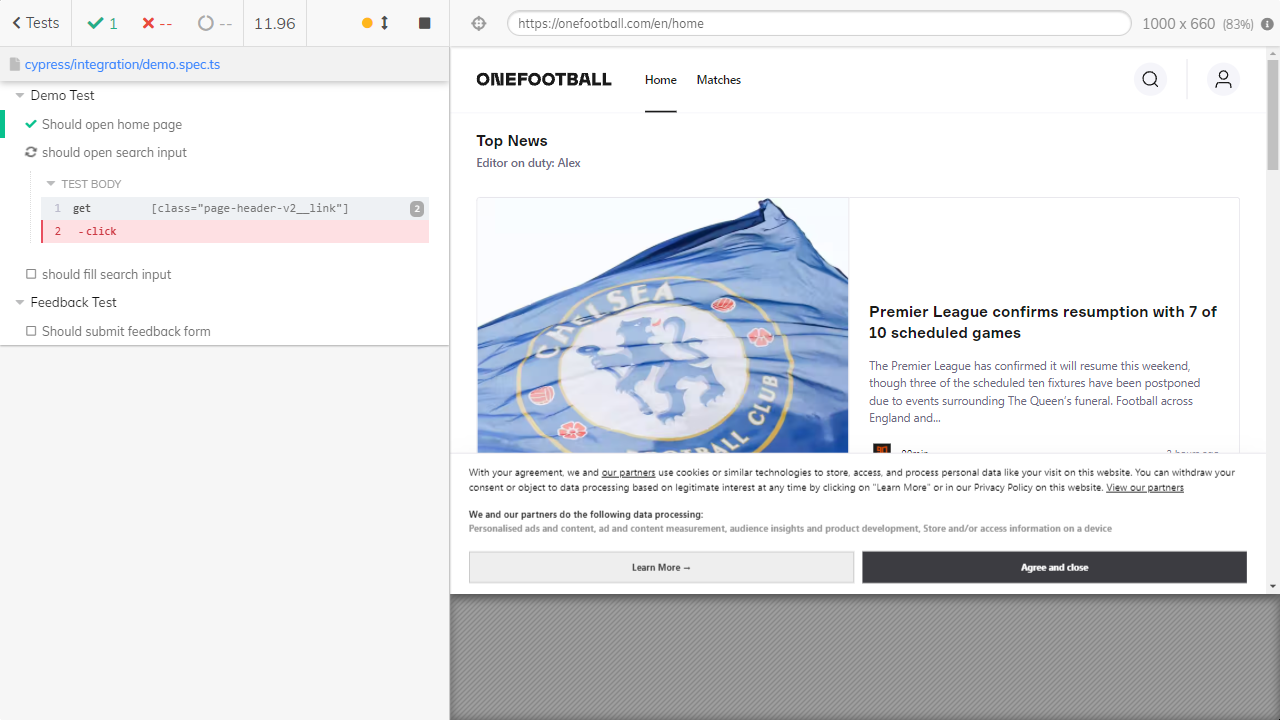 Tests
1
--
--
11.96
https://onefootball.com/en/home
1000 x 660 (83%)
cypress/integration/demo.spec.ts
Demo Test
Should open home page
should open search input
TEST BODY
1 get [class="page-header-v2__link"] 2
2 -click
should fill search input
Feedback Test
Should submit feedback form
ONEFOOTBALL
Home
Matches
Top News
Editor on duty: Alex
CHELSEA
FOOTBALL CLUB
Premier League confirms resumption with 7 of
10 scheduled games
The Premier League has confirmed it will resume this weekend,
though three of the scheduled ten fixtures have been postponed
due to events surrounding The Queen's funeral. Football across
England and...
With your agreement, we and our partners use cookies or similar technologies to store, access, and process personal data like your visit on this website. You can withdraw your
consent or object to data processing based on legitimate interest at any time by clicking on "Learn More" or in our Privacy Policy on this website. View our partners
We and our partners do the following data processing:
Personalised ads and content, ad and content measurement, audience insights and product development, Store and/or access information on a device
Learn More →
Agree and close